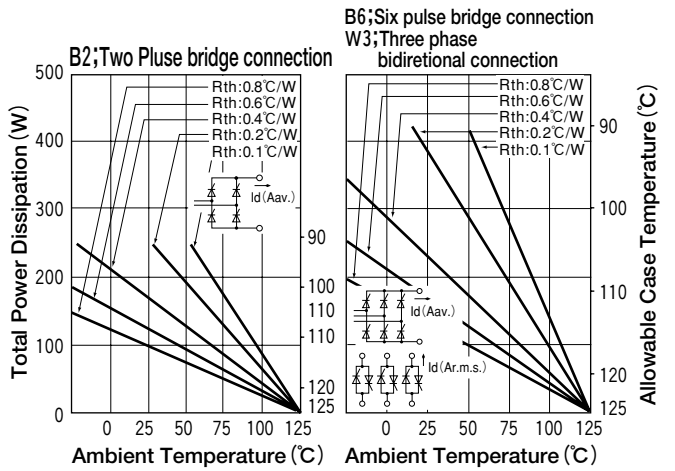 B2;Two Pluse bridge connection
B6;Six pulse bridge connection
W3;Three phase
bidiretional connection
Total Power Dissipation (W)
500
400
300
200
100
0
Rth:0.8℃/W
Rth:0.6℃/W
Rth:0.4℃/W
Rth:0.2℃/W
Rth:0.1℃/W
Id(Aav.)
90
100
110
110
120
125
0 25 50 75 100 125
Ambient Temperature (℃)
Rth:0.8℃/W
Rth:0.6℃/W
Rth:0.4℃/W
Rth:0.2℃/W
Rth:0.1℃/W
Id(Aav.)
Id(Ar.m.s.)
90
100
110
120
125
Allowable Case Temperature (℃)
0 25 50 75 100 125
Ambient Temperature (℃)